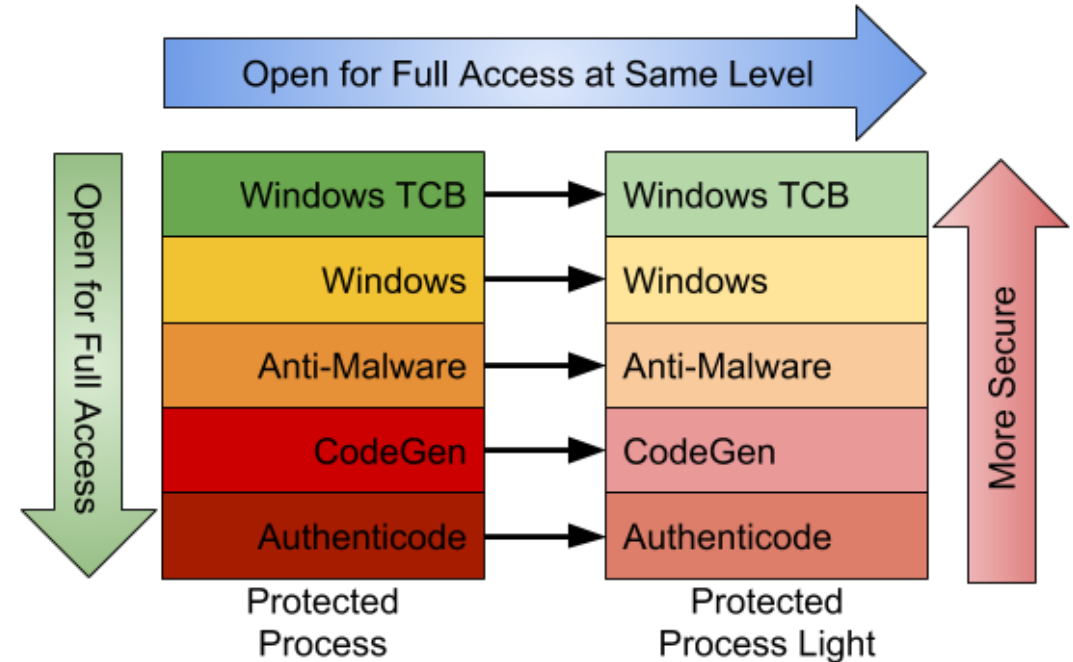 Open for Full Access at Same Level
Open for Full Access
Windows TCB
Windows
Anti-Malware
CodeGen
Authenticode
Protected
Process
Windows TCB
Windows
Anti-Malware
CodeGen
Authenticode
Protected
Process Light
More Secure